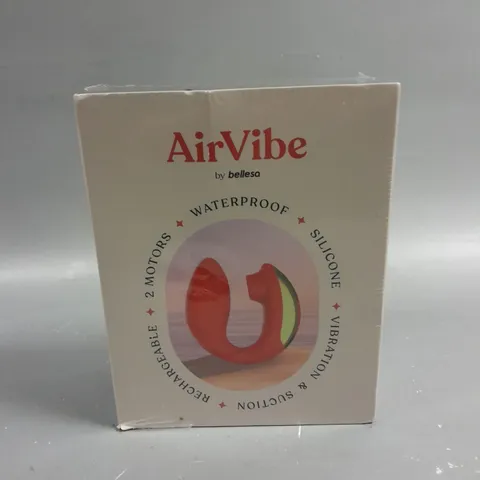 AirVibe
by bellesa
WATERPROOF ✦ SILICONE ✦ VIBRATION & SUCTION ✦ RECHARGEABLE ✦ 2 MOTORS ✦